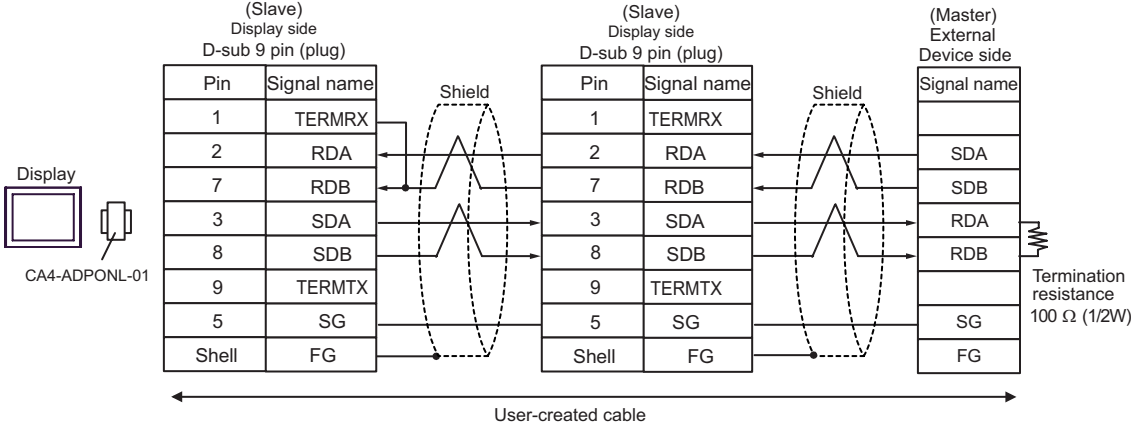 (Slave)
Display side
D-sub 9 pin (plug)
(Slave)
Display side
D-sub 9 pin (plug)
(Master)
External
Device side
Pin Signal name
Shield
Pin Signal name
Shield
Signal name
1 TERMRX
1 TERMRX
2 RDA
2 RDA
SDA
7 RDB
7 RDB
SDB
3 SDA
3 SDA
RDA
8 SDB
8 SDB
RDB
9 TERMTX
9 TERMTX
5 SG
5 SG
SG
Shell FG
Shell FG
FG
Display
CA4-ADPONL-01
Termination
resistance
100 Ω (1/2W)
User-created cable